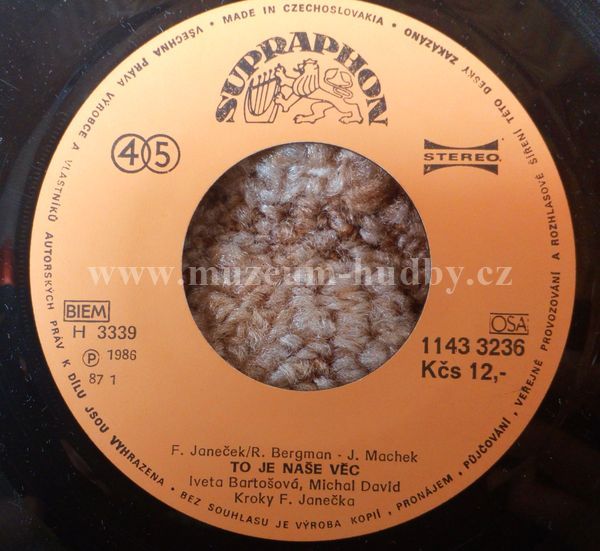 VŠECHNA PRÁVA VÝROBCE A VLASTNÍKŮ AUTORSKÝCH PRÁV K DÍLU JSOU VYHRAZENA • BEZ SOUHLASU JE VÝROBA KOPIÍ, PRONÁJEM, PŮJČOVÁNÍ, VEŘEJNÉ PROVOZOVÁNÍ A ROZHLASOVÉ ŠÍŘENÍ TÉTO DESKY ZAKÁZÁNO • MADE IN CZECHOSLOVAKIA •
SUPRAPHON
45
STEREO
www.muzeum-hudby.cz
BIEM
H 3339
℗ 1986
87 1
OSA
1143 3236
Kčs 12,-
F. Janeček/R. Bergman - J. Machek
TO JE NAŠE VĚC
Iveta Bartošová, Michal David
Kroky F. Janečka